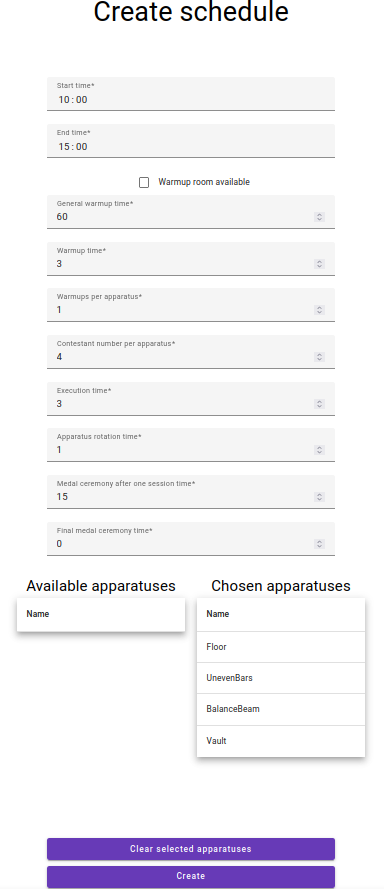 Create schedule
Start time*
10:00
End time*
15:00
Warmup room available
General warmup time*
60
Warmup time*
3
Warmups per apparatus*
1
Contestant number per apparatus*
4
Execution time*
3
Apparatus rotation time*
1
Medal ceremony after one session time*
15
Final medal ceremony time*
0
Available apparatuses
Name
Chosen apparatuses
Name
Floor
UnevenBars
BalanceBeam
Vault
Clear selected apparatuses
Create